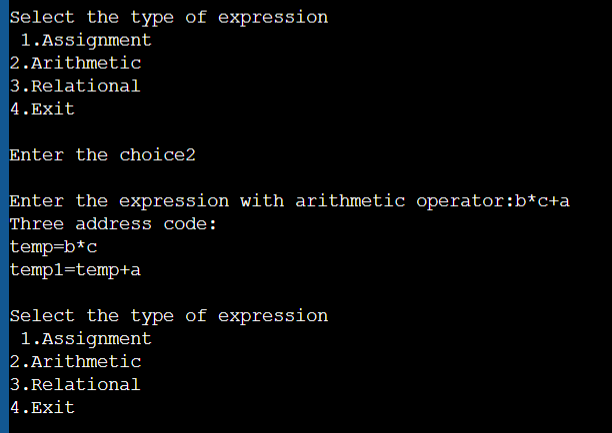 Select the type of expression
 1.Assignment
2.Arithmetic
3.Relational
4.Exit
Enter the choice2
Enter the expression with arithmetic operator:b*c+a
Three address code:
temp=b*c
temp1=temp+a
Select the type of expression
 1.Assignment
2.Arithmetic
3.Relational
4.Exit